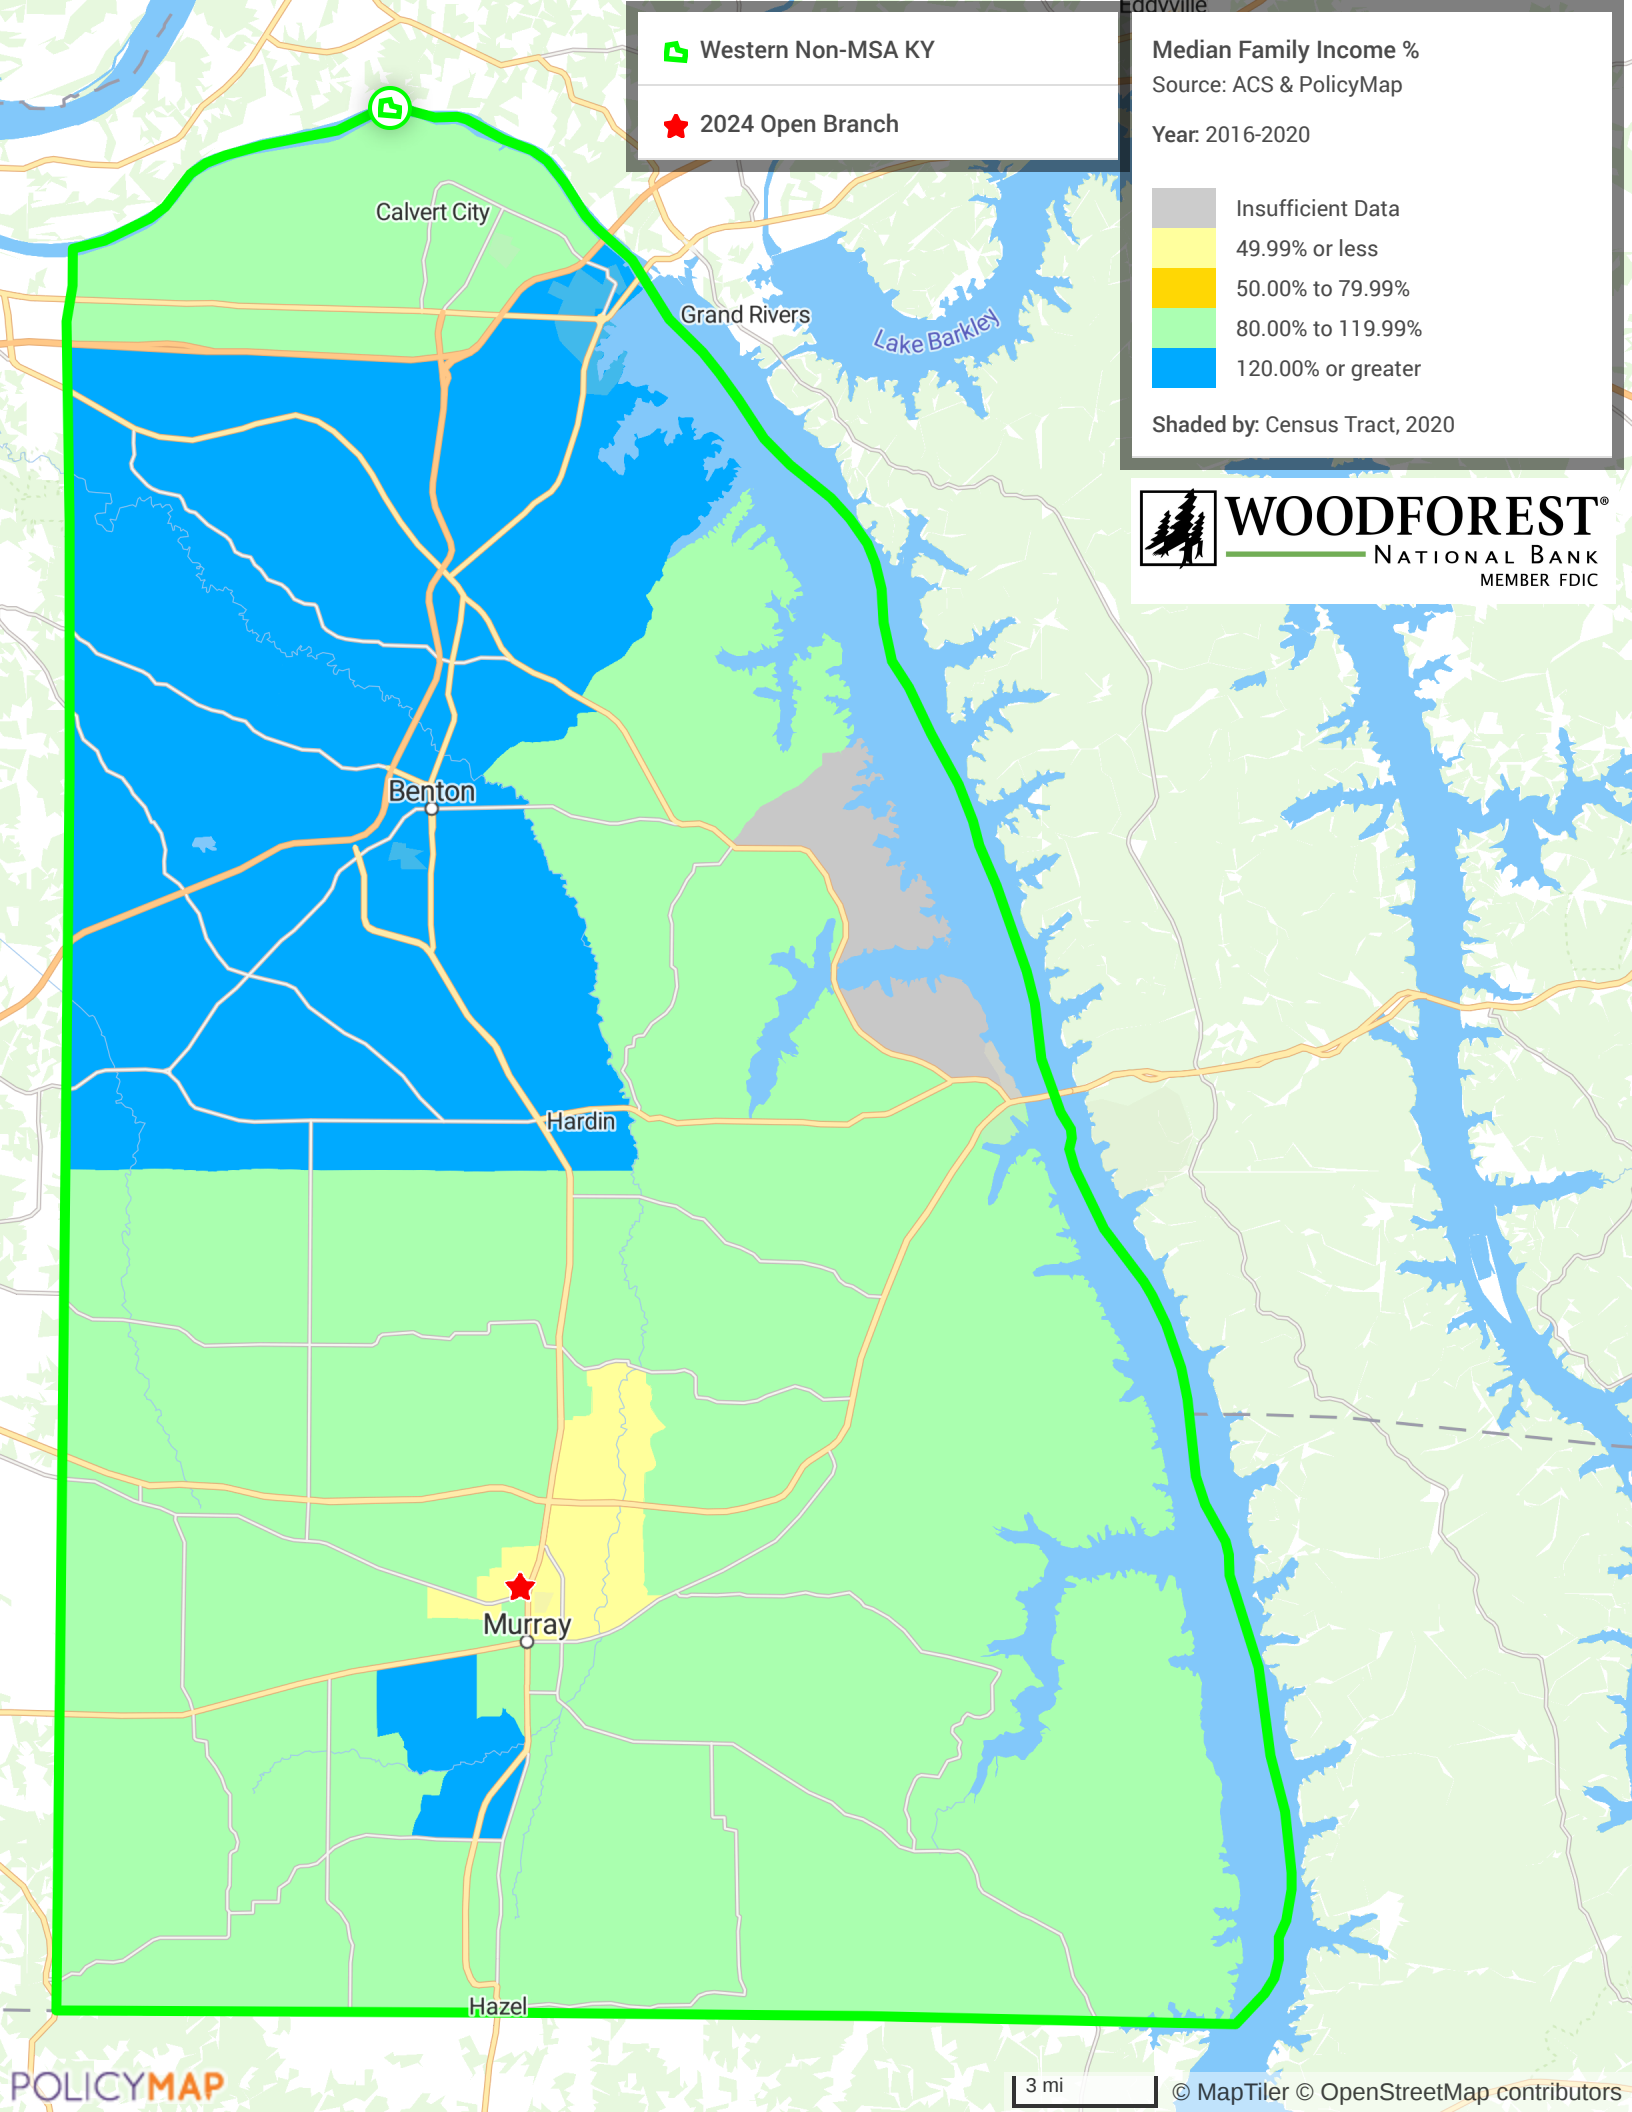 Eddyville
Western Non-MSA KY
2024 Open Branch
Median Family Income %
Source: ACS & PolicyMap
Year: 2016-2020
Insufficient Data
49.99% or less
50.00% to 79.99%
80.00% to 119.99%
120.00% or greater
Shaded by: Census Tract, 2020
WOODFOREST®
NATIONAL BANK
MEMBER FDIC
Calvert City
Grand Rivers
Lake Barkley
Benton
Hardin
Murray
Hazel
POLICYMAP
3 mi
© MapTiler © OpenStreetMap contributors